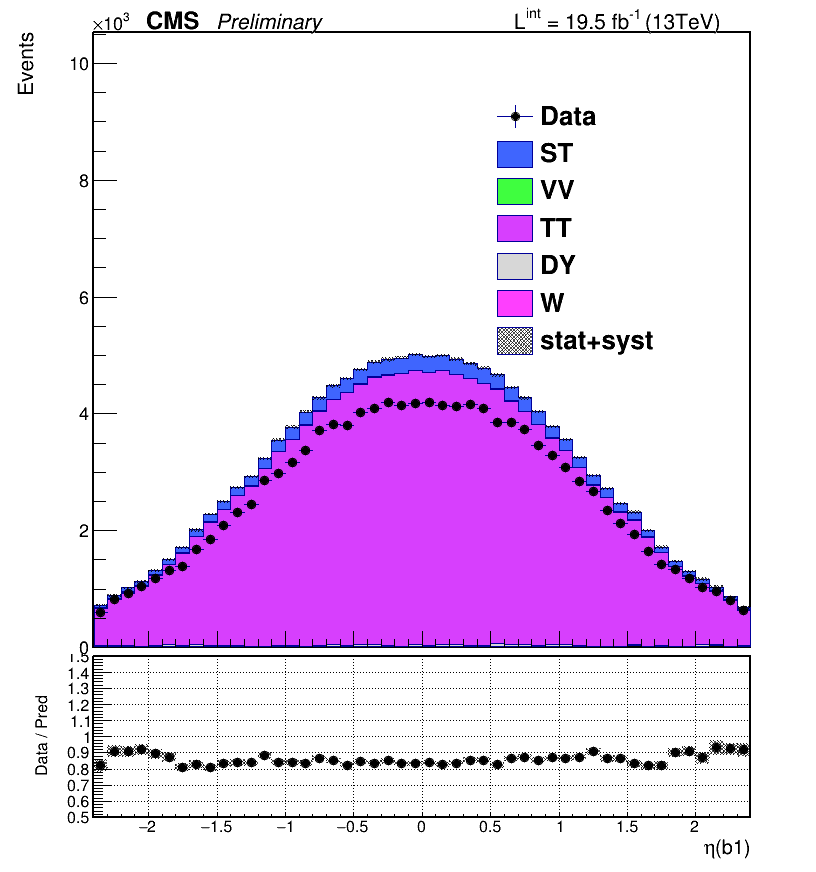 ×10³ CMS Preliminary L^int = 19.5 fb⁻¹ (13TeV)
Events
10
8
6
4
2
0
Data
ST
VV
TT
DY
W
stat+syst
Data / Pred
1.5
1.4
1.3
1.2
1.1
1
0.9
0.8
0.7
0.6
0.5
−2 −1.5 −1 −0.5 0 0.5 1 1.5 2
η(b1)